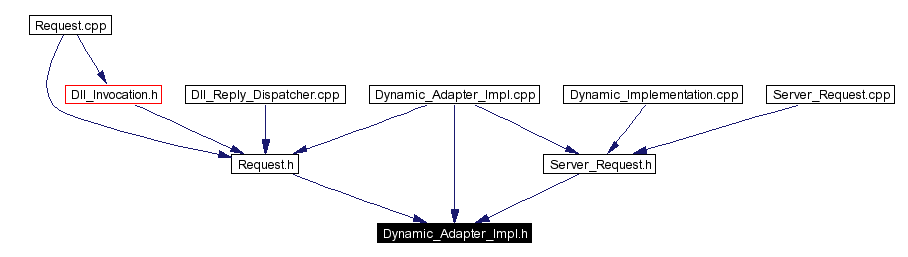 Request.cpp
DII_Invocation.h
DII_Reply_Dispatcher.cpp
Dynamic_Adapter_Impl.cpp
Dynamic_Implementation.cpp
Server_Request.cpp
Request.h
Server_Request.h
Dynamic_Adapter_Impl.h